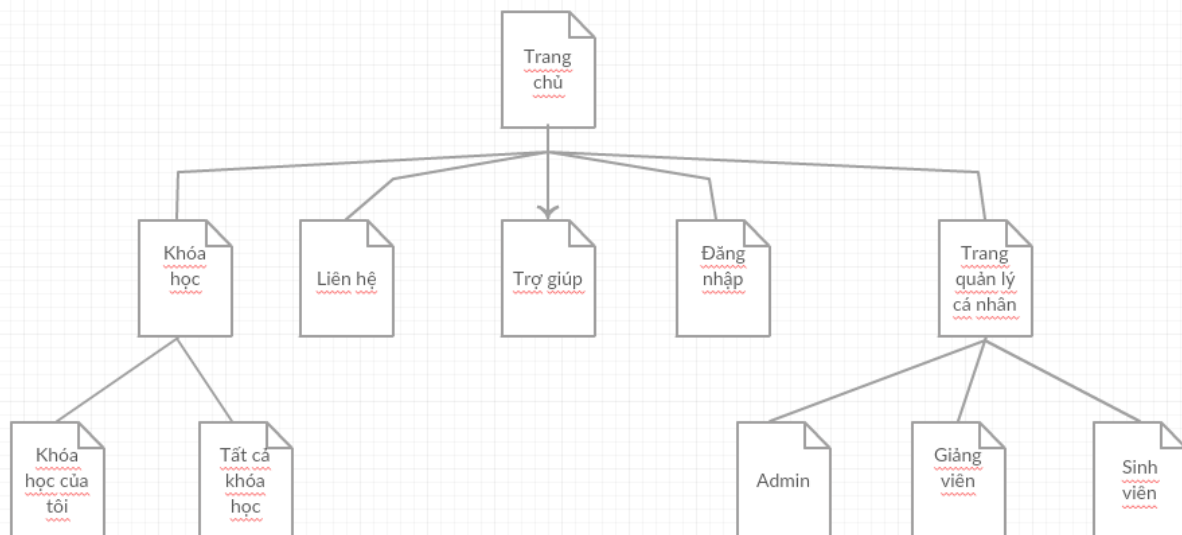 Trang
chủ
Khóa
học
Liên hệ
Trợ giúp
Đăng
nhập
Trang
quản lý
cá nhân
Khóa
học của
tôi
Tất cả
khóa
học
Admin
Giảng
viên
Sinh
viên